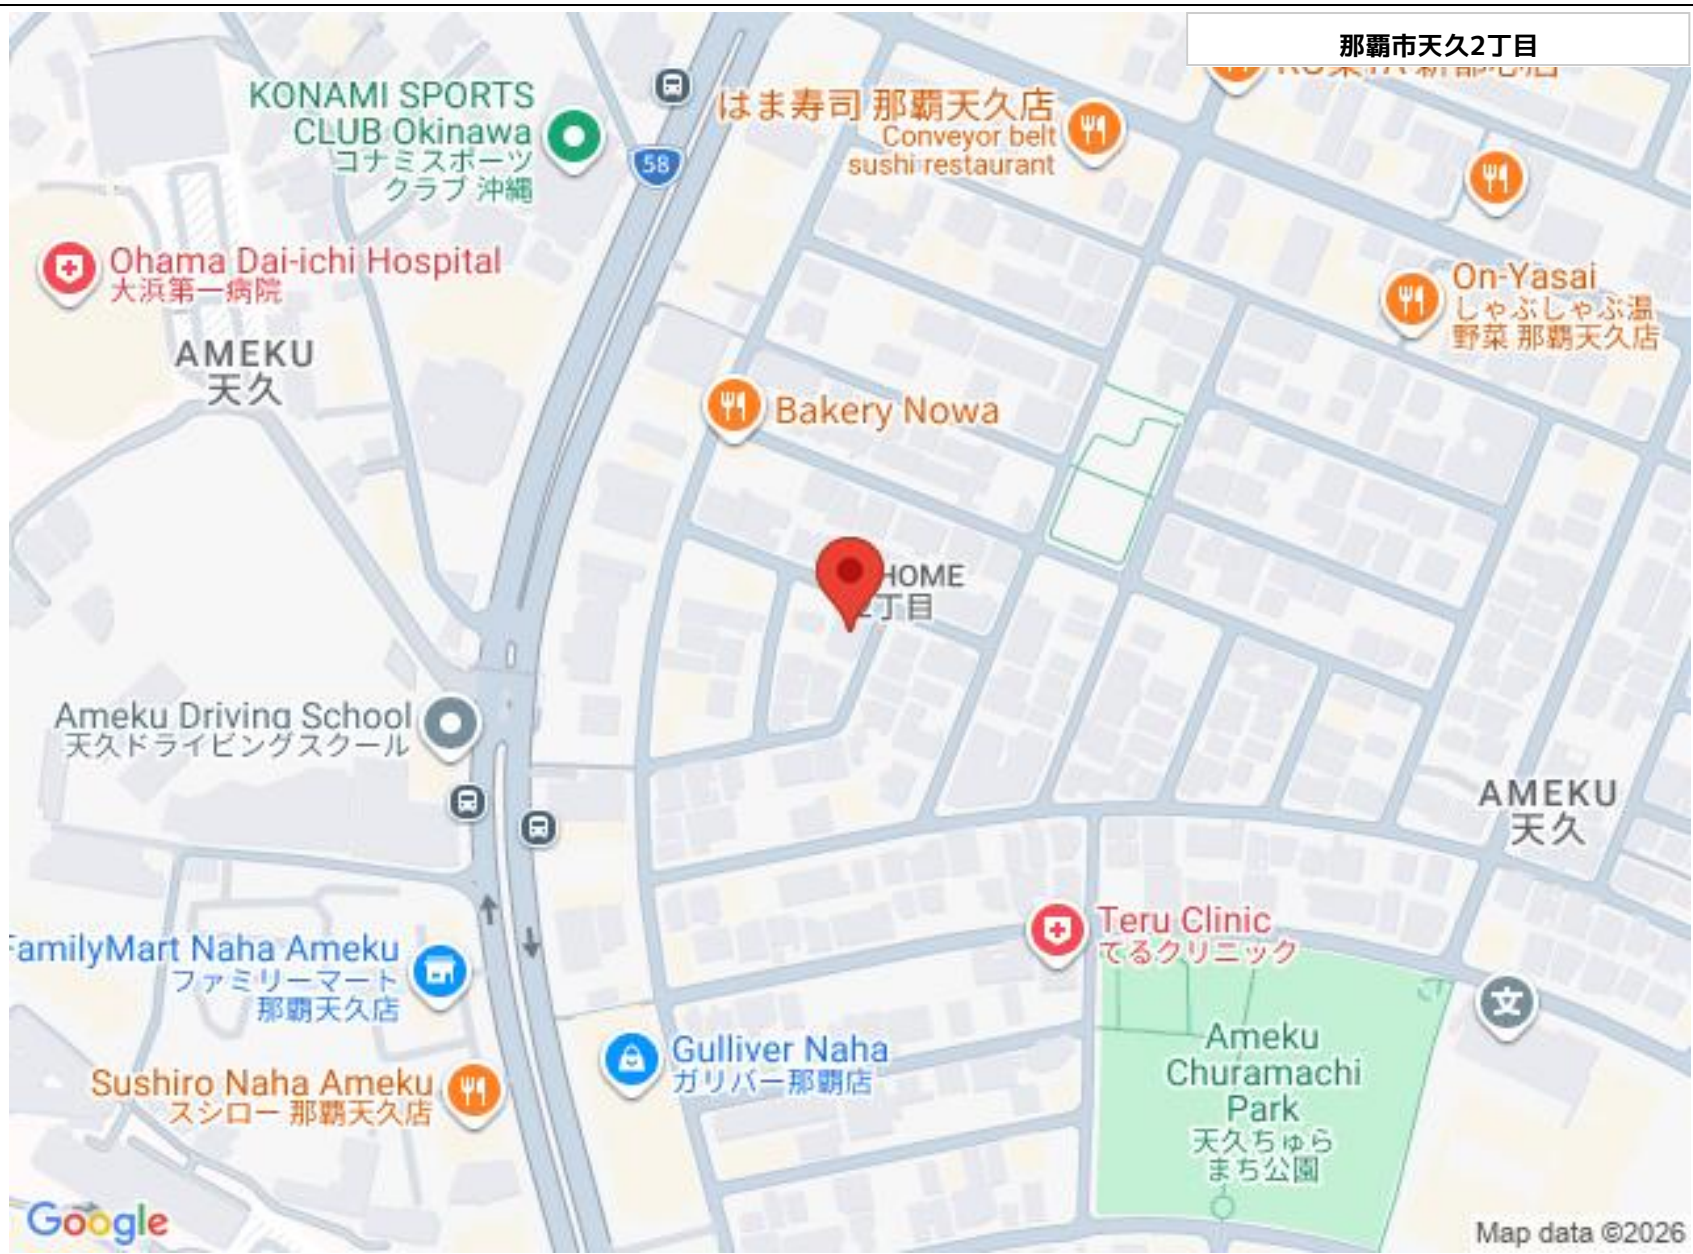 那覇市天久2丁目
KONAMI SPORTS
CLUB Okinawa
コナミスポーツ
クラブ 沖縄
58
はま寿司 那覇天久店
Conveyor belt
sushi restaurant
Ohama Dai-ichi Hospital
大浜第一病院
AMEKU
天久
On-Yasai
しゃぶしゃぶ温
野菜 那覇天久店
Bakery Nowa
HOME
2丁目
Ameku Driving School
天久ドライビングスクール
AMEKU
天久
Teru Clinic
てるクリニック
FamilyMart Naha Ameku
ファミリーマート
那覇天久店
文
Gulliver Naha
ガリバー那覇店
Ameku
Churamachi
Park
天久ちゅら
まち公園
Sushiro Naha Ameku
スシロー 那覇天久店
Google
Map data ©2026